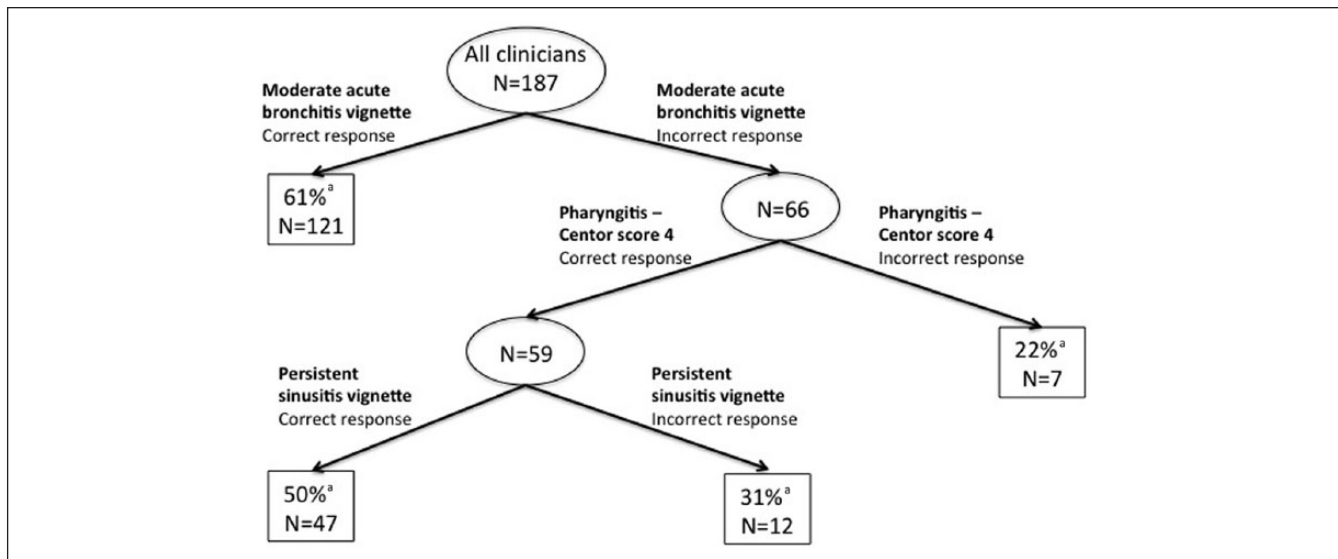 All clinicians
N=187
Moderate acute
bronchitis vignette
Correct response
Moderate acute
bronchitis vignette
Incorrect response
61%ª
N=121
N=66
Pharyngitis –
Centor score 4
Correct response
Pharyngitis –
Centor score 4
Incorrect response
N=59
22%ª
N=7
Persistent
sinusitis vignette
Correct response
Persistent
sinusitis vignette
Incorrect response
50%ª
N=47
31%ª
N=12